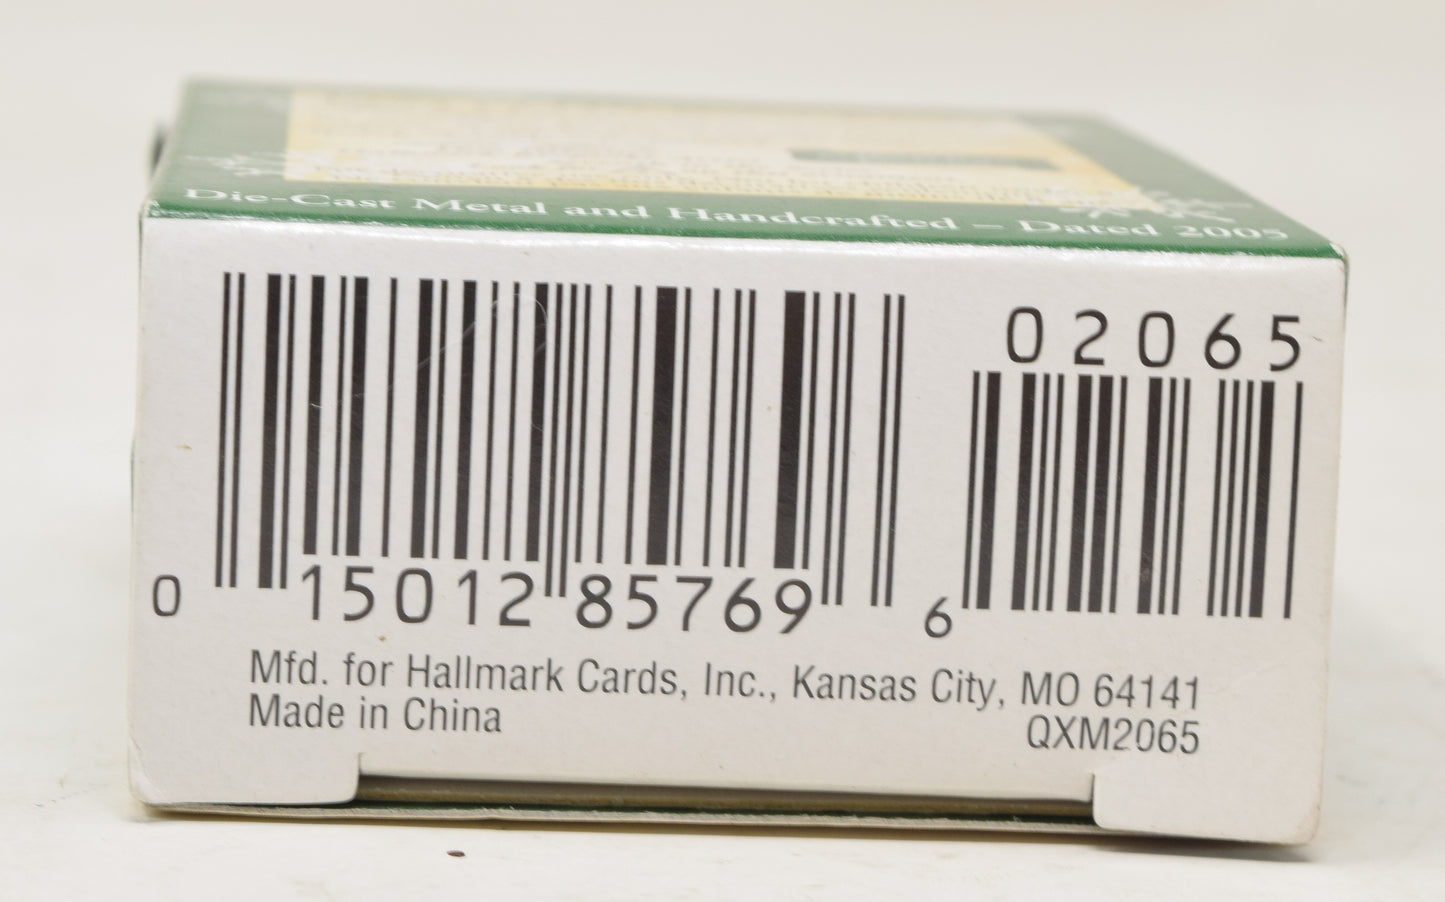 Die-Cast Metal and Handcrafted – Dated 2005
02065
0 15012 85769 6
Mfd. for Hallmark Cards, Inc., Kansas City, MO 64141
Made in China QXM2065